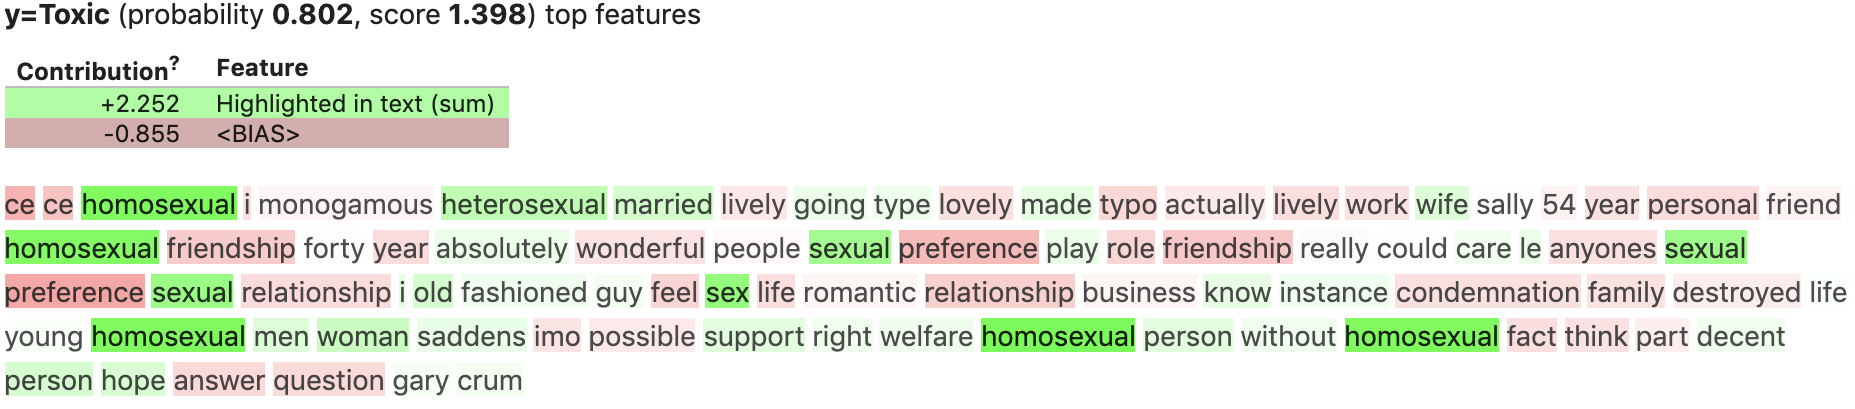 y=Toxic (probability 0.802, score 1.398) top features
Contribution? Feature
+2.252 Highlighted in text (sum)
-0.855 <BIAS>
ce ce homosexual i monogamous heterosexual married lively going type lovely made typo actually lively work wife sally 54 year personal friend
homosexual friendship forty year absolutely wonderful people sexual preference play role friendship really could care le anyones sexual
preference sexual relationship i old fashioned guy feel sex life romantic relationship business know instance condemnation family destroyed life
young homosexual men woman saddens imo possible support right welfare homosexual person without homosexual fact think part decent
person hope answer question gary crum